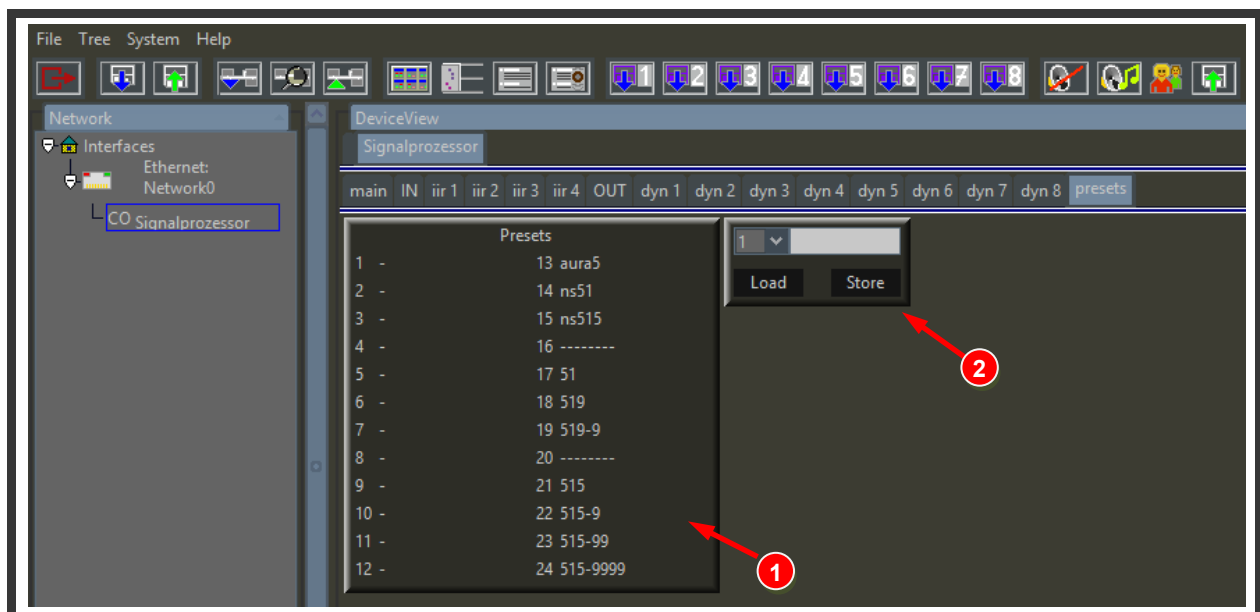 File Tree System Help
1 2 3 4 5 6 7 8
Network
Interfaces
Ethernet:
Network0
CO Signalprozessor
DeviceView
Signalprozessor
main IN iir 1 iir 2 iir 3 iir 4 OUT dyn 1 dyn 2 dyn 3 dyn 4 dyn 5 dyn 6 dyn 7 dyn 8 presets
Presets
1 - 13 aura5
2 - 14 ns51
3 - 15 ns515
4 - 16 --------
5 - 17 51
6 - 18 519
7 - 19 519-9
8 - 20 --------
9 - 21 515
10 - 22 515-9
11 - 23 515-99
12 - 24 515-9999
1
Load Store
2
1